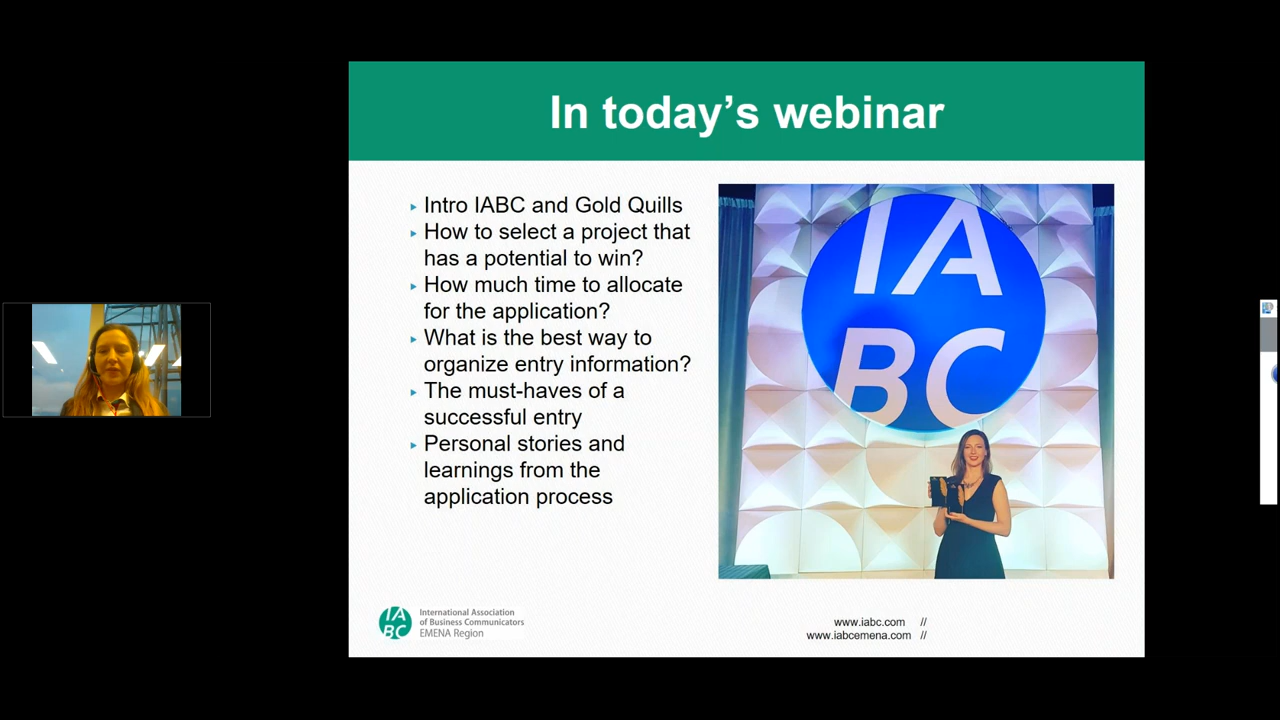 In today’s webinar
Intro IABC and Gold Quills
How to select a project that
has a potential to win?
How much time to allocate
for the application?
What is the best way to
organize entry information?
The must-haves of a
successful entry
Personal stories and
learnings from the
application process
IA
BC
IA
BC
International Association
of Business Communicators
EMENA Region
www.iabc.com //
www.iabcemena.com //